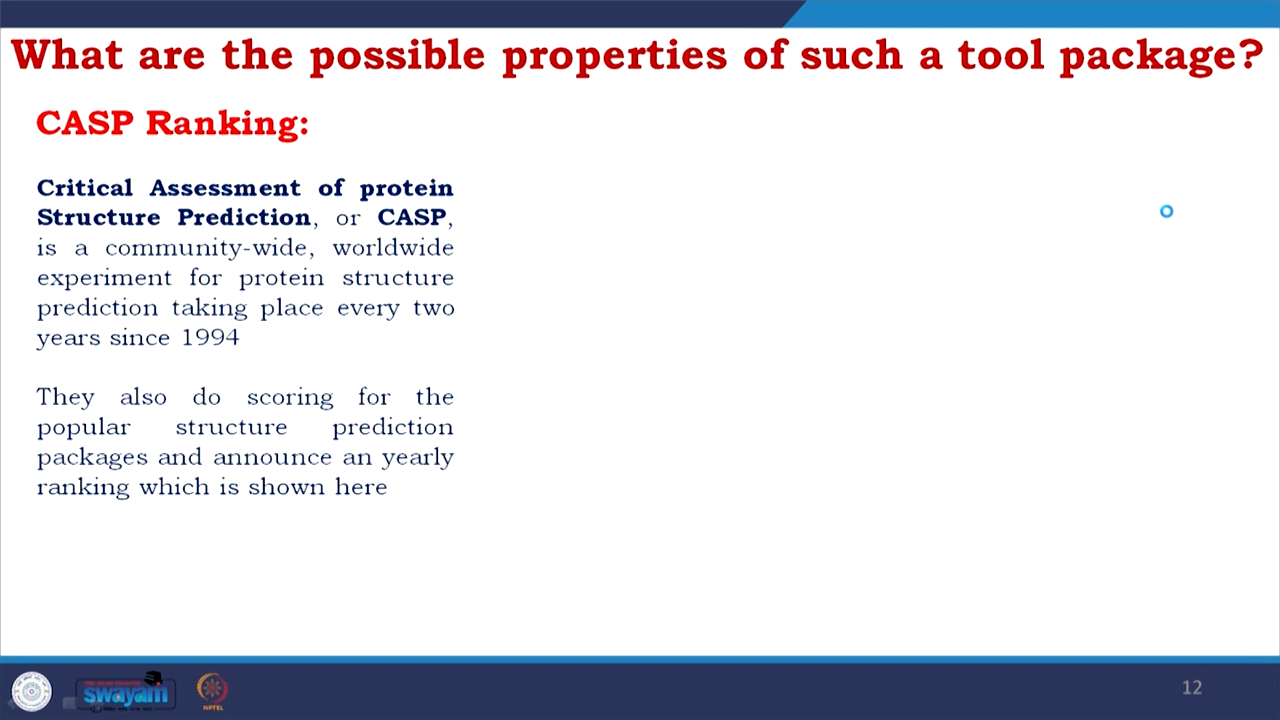 What are the possible properties of such a tool package?
CASP Ranking:
Critical Assessment of protein
Structure Prediction, or CASP,
is a community-wide, worldwide
experiment for protein structure
prediction taking place every two
years since 1994
They also do scoring for the
popular structure prediction
packages and announce an yearly
ranking which is shown here
swayam
NPTEL
12